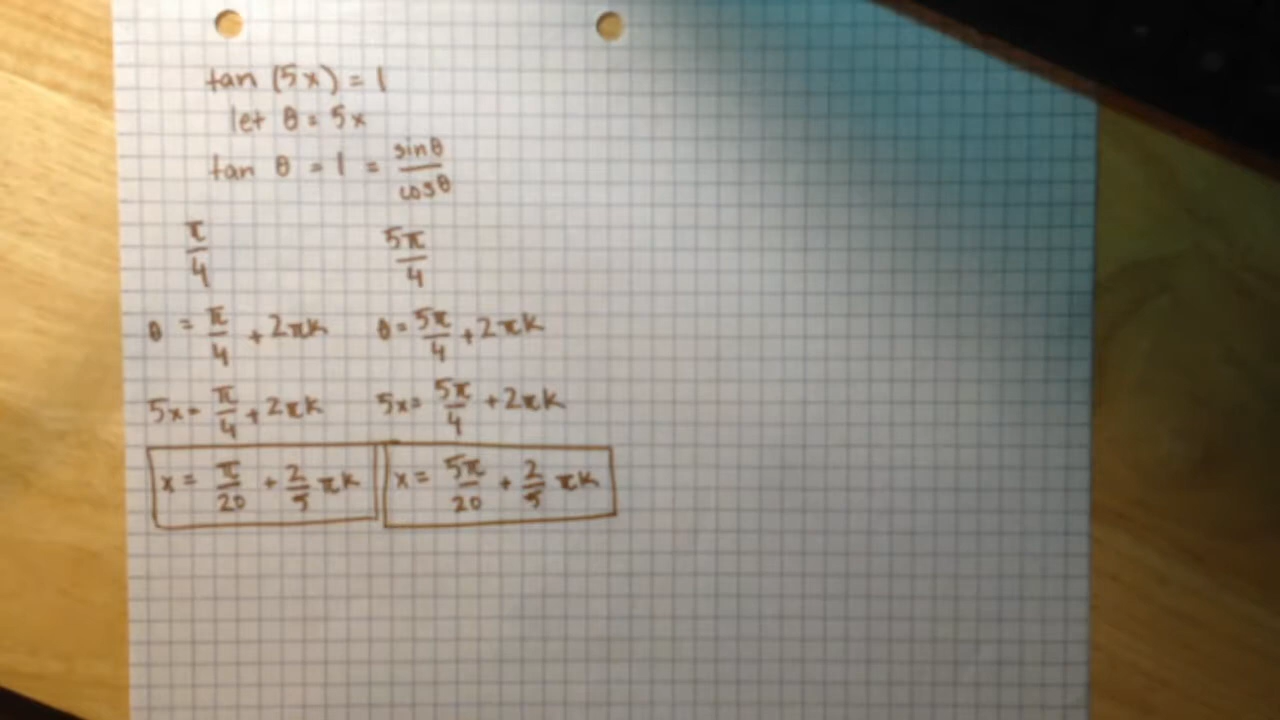 tan (5x) = 1
let θ = 5x
tan θ = 1 = sinθ/cosθ
π/4 5π/4
θ = π/4 + 2πk θ = 5π/4 + 2πk
5x = π/4 + 2πk 5x = 5π/4 + 2πk
x = π/20 + 2/5 πk x = 5π/20 + 2/5 πk